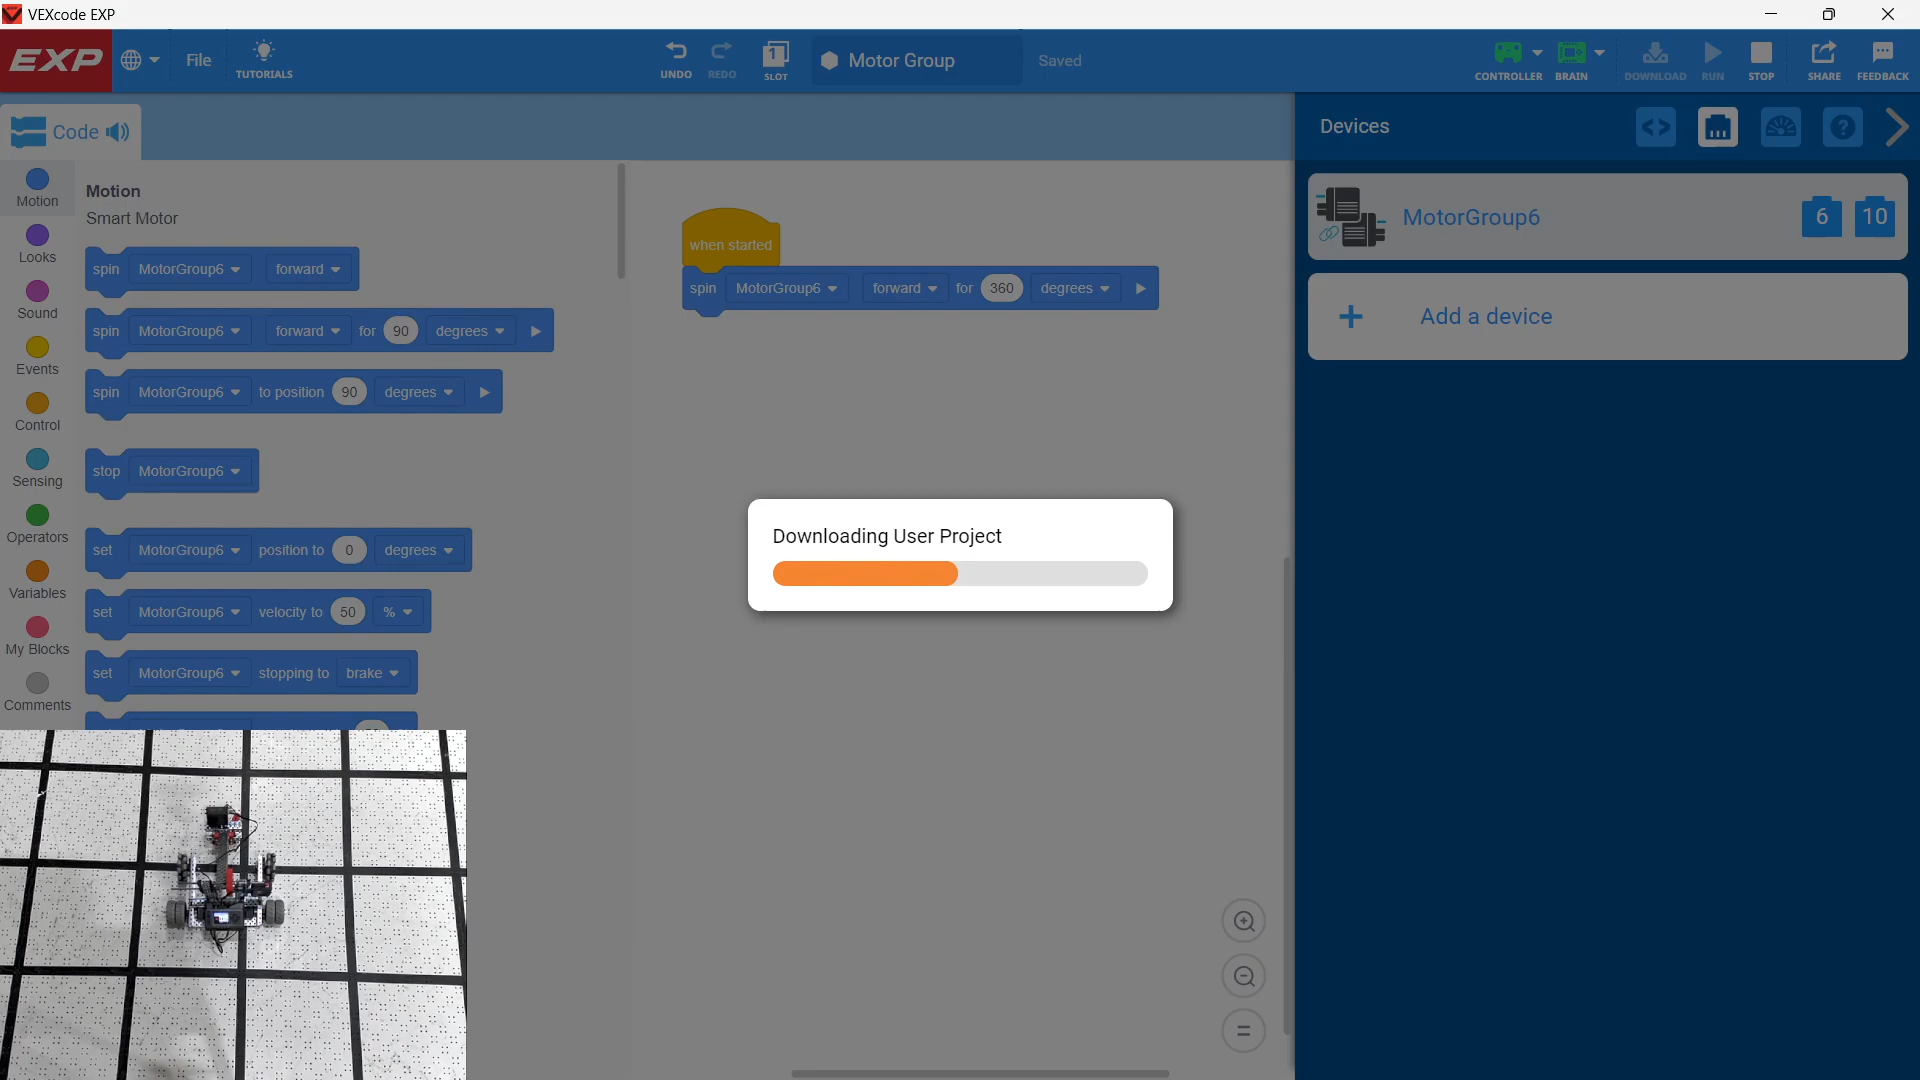 VEXcode EXP
EXP
File
TUTORIALS
UNDO
REDO
1
SLOT
Motor Group
Saved
CONTROLLER
BRAIN
DOWNLOAD
RUN
STOP
SHARE
FEEDBACK
Code
Devices
Motion
Looks
Sound
Events
Control
Sensing
Operators
Variables
My Blocks
Comments
Motion
Smart Motor
spin MotorGroup6 forward
spin MotorGroup6 forward for 90 degrees
spin MotorGroup6 to position 90 degrees
stop MotorGroup6
set MotorGroup6 position to 0 degrees
set MotorGroup6 velocity to 50 %
set MotorGroup6 stopping to brake
when started
spin MotorGroup6 forward for 360 degrees
Downloading User Project
MotorGroup6 6 10
+ Add a device